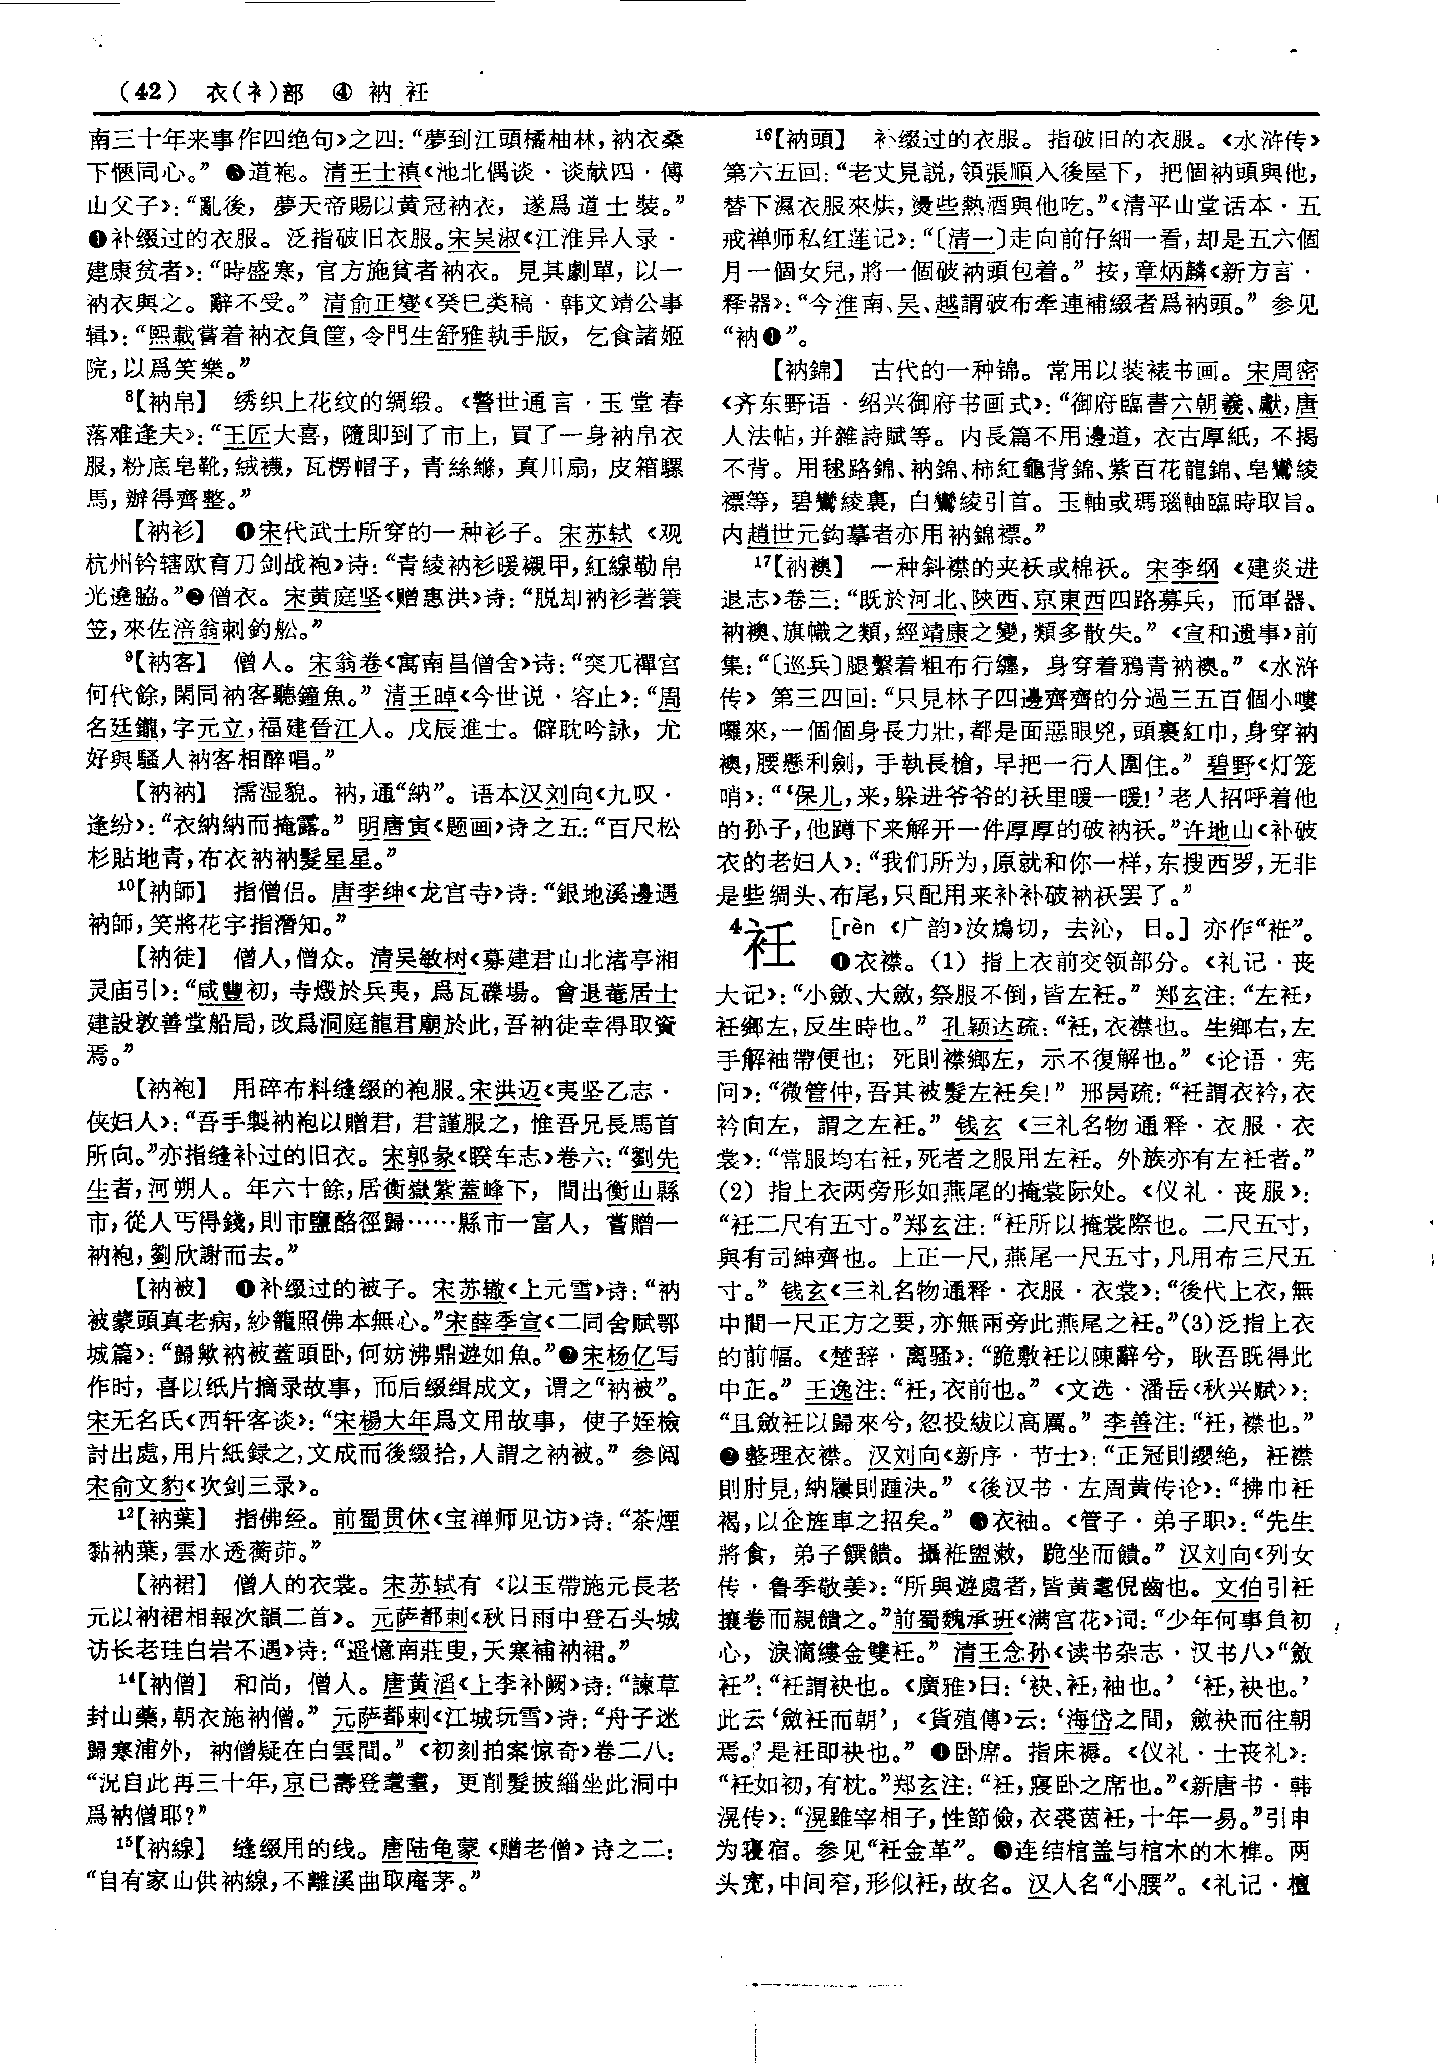 (42) 衣(衤)部 ④ 衲 衽
南三十年来事作四绝句》之四:“夢到江頭橘柚林,衲衣桑
下愜同心。” ❸道袍。清王士禛《池北偶谈·谈献四·傅
山父子》:“亂後,夢天帝賜以黄冠衲衣,遂爲道士裝。”
❹补缀过的衣服。泛指破旧衣服。宋吴淑《江淮异人录·
建康贫者》:“時盛寒,官方施貧者衲衣。見其劇單,以一
衲衣與之。辭不受。” 清俞正燮《癸巳类稿·韩文靖公事
辑》:“熙載嘗着衲衣負筐,令門生舒雅執手版,乞食諸姬
院,以爲笑樂。”
⁸【衲帛】 绣织上花纹的绸缎。《警世通言·玉堂春
落难逢夫》:“王匠大喜,隨即到了市上,買了一身衲帛衣
服,粉底皂靴,絨襪,瓦楞帽子,青絲縧,真川扇,皮箱騾
馬,辦得齊整。”
【衲衫】 ❶宋代武士所穿的一种衫子。宋苏轼《观
杭州钤辖欧育刀剑战袍》诗:“青綾衲衫暖襯甲,紅線勒帛
光遶脇。”❷僧衣。宋黄庭坚《赠惠洪》诗:“脱却衲衫著簑
笠,來佐涪翁刺釣舩。”
⁹【衲客】 僧人。宋翁卷《寓南昌僧舍》诗:“突兀禪宫
何代餘,閑同衲客聽鐘魚。” 清王晫《今世说·容止》:“周
名廷鑨,字元立,福建晉江人。戊辰進士。僻耽吟詠,尤
好與騷人衲客相酬唱。”
【衲衲】 濡湿貌。衲,通“納”。语本汉刘向《九叹·
逢纷》:“衣納納而掩露。” 明唐寅《题画》诗之五:“百尺松
杉貼地青,布衣衲衲髮星星。”
¹⁰【衲師】 指僧侣。唐李绅《龙宫寺》诗:“銀地溪邊遇
衲師,笑將花宇指潛知。”
【衲徒】 僧人,僧众。清吴敏树《募建君山北渚亭湘
灵庙引》:“咸豐初,寺燬於兵夷,爲瓦礫場。會退菴居士
建設敦善堂船局,改爲洞庭龍君廟於此,吾衲徒幸得取資
焉。”
【衲袍】 用碎布料缝缀的袍服。宋洪迈《夷坚乙志·
侠妇人》:“吾手製衲袍以赠君,君謹服之,惟吾兄長馬首
所向。”亦指缝补过的旧衣。宋郭彖《睽车志》卷六:“劉先
生者,河朔人。年六十餘,居衡嶽紫蓋峰下,間出衡山縣
市,從人丐得錢,則市鹽酪徑歸……縣市一富人,嘗贈一
衲袍,劉欣謝而去。”
【衲被】 ❶补缀过的被子。宋苏辙《上元雪》诗:“衲
被蒙頭真老病,紗籠照佛本無心。”宋薛季宣《二同舍賦鄂
城篇》:“歸歟衲被蓋頭卧,何妨沸鼎遊如魚。”❷宋杨亿写
作时,喜以纸片摘录故事,而后缀缉成文,谓之“衲被”。
宋无名氏《西轩客谈》:“宋楊大年爲文用故事,使子姪檢
討出處,用片紙録之,文成而後綴拾,人謂之衲被。” 参阅
宋俞文豹《吹剑三录》。
¹²【衲葉】 指佛经。前蜀贯休《宝禅师见访》诗:“茶煙
黏衲葉,雲水透蘅茆。”
【衲裙】 僧人的衣裳。宋苏轼有《以玉帶施元長老
元以衲裙相報次韻二首》。元萨都剌《秋日雨中登石头城
访长老珪白岩不遇》诗:“遥憶南莊叟,天寒補衲裙。”
¹⁴【衲僧】 和尚,僧人。唐黄滔《上李补阙》诗:“諫草
封山藥,朝衣施衲僧。” 元萨都剌《江城玩雪》诗:“舟子迷
歸寒浦外,衲僧疑在白雲間。” 《初刻拍案惊奇》卷二八:
“況自此再三十年,京已壽登耄耋,更削髮披緇坐此洞中
爲衲僧耶?”
¹⁵【衲線】 缝缀用的线。唐陆龟蒙《赠老僧》诗之二:
“自有家山供衲線,不離溪曲取庵茅。”
¹⁶【衲頭】 补缀过的衣服。指破旧的衣服。《水浒传》
第六五回:“老丈見説,領張順入後屋下,把個衲頭與他,
替下濕衣服來烘,燙些熱酒與他吃。”《清平山堂话本·五
戒禅师私红莲记》:“〔清一〕走向前仔細一看,却是五六個
月一個女兒,將一個破衲頭包着。” 按,章炳麟《新方言·
释器》:“今淮南、吴、越謂破布牽連補綴者爲衲頭。” 参见
“衲❶”。
【衲錦】 古代的一种锦。常用以装裱书画。宋周密
《齐东野语·绍兴御府书画式》:“御府臨書六朝羲、獻,唐
人法帖,并雜詩賦等。内長篇不用邊道,衣古厚紙,不揭
不背。用毬路錦、衲錦、柿紅龜背錦、紫百花龍錦、皂鸞綾
褾等,碧鸞綾裏,白鸞綾引首。玉軸或瑪瑙軸臨時取旨。
内趙世元鈎摹者亦用衲錦褾。”
¹⁷【衲襖】 一种斜襟的夹袄或棉袄。宋李纲《建炎进
退志》卷三:“既於河北、陝西、京東西四路募兵,而軍器、
衲襖、旗幟之類,經靖康之變,類多散失。” 《宣和遗事》前
集:“〔巡兵〕腿繫着粗布行纏,身穿着鴉青衲襖。” 《水浒
传》第三四回:“只見林子四邊齊齊的分過三五百個小嘍
囉來,一個個身長力壯,都是面惡眼兇,頭裹紅巾,身穿衲
襖,腰懸利劍,手執長槍,早把一行人圍住。” 碧野《灯笼
哨》:“‘保儿,来,躲进爷爷的袄里暖一暖!’老人招呼着他
的孙子,他蹲下来解开一件厚厚的破衲袄。”许地山《补破
衣的老妇人》:“我们所为,原就和你一样,东搜西罗,无非
是些绸头、布尾,只配用来补补破衲袄罢了。”
⁴衽 [rèn 《广韵》汝鴆切,去沁,日。] 亦作“袵”。
❶衣襟。(1) 指上衣前交领部分。《礼记·丧
大记》:“小斂、大斂,祭服不倒,皆左衽。” 郑玄注:“左衽,
衽鄉左,反生時也。” 孔颖达疏:“衽,衣襟也。生鄉右,左
手解袖帶便也;死則襟鄉左,示不復解也。” 《论语·宪
问》:“微管仲,吾其被髮左衽矣!” 邢昺疏:“衽謂衣衿,衣
衿向左,謂之左衽。” 钱玄《三礼名物通释·衣服·衣
裳》:“常服均右衽,死者之服用左衽。外族亦有左衽者。”
(2) 指上衣两旁形如燕尾的掩裳际处。《仪礼·丧服》:
“衽二尺有五寸。”郑玄注:“衽所以掩裳際也。二尺五寸,
與有司紳齊也。上正一尺,燕尾一尺五寸,凡用布三尺五
寸。” 钱玄《三礼名物通释·衣服·衣裳》:“後代上衣,無
中間一尺正方之要,亦無兩旁此燕尾之衽。”(3)泛指上衣
的前幅。《楚辞·离骚》:“跪敷衽以陳辭兮,耿吾既得此
中正。” 王逸注:“衽,衣前也。” 《文选·潘岳〈秋兴赋〉》:
“且斂衽以歸來兮,忽投紱以高厲。” 李善注:“衽,襟也。”
❷整理衣襟。汉刘向《新序·节士》:“正冠則纓绝,衽襟
則肘見,納屨則踵決。” 《後汉书·左周黄传论》:“拂巾衽
褐,以企旌車之招矣。” ❸衣袖。《管子·弟子职》:“先生
將食,弟子饌饋。攝袵盥漱,跪坐而饋。” 汉刘向《列女
传·鲁季敬姜》:“所與遊處者,皆黄耄倪齒也。文伯引衽
攘卷而親饋之。”前蜀魏承班《满宫花》词:“少年何事負初
心,淚滴縷金雙衽。” 清王念孙《读书杂志·汉书八》“斂
衽”:“衽謂袂也。《廣雅》曰:‘袂、衽,袖也。’ ‘衽,袂也。’
此云‘斂衽而朝’,《貨殖傳》云:‘海岱之間,斂袂而往朝
焉。’是衽即袂也。” ❹卧席。指床褥。《仪礼·士丧礼》:
“衽如初,有枕。”郑玄注:“衽,寢卧之席也。”《新唐书·韩
滉传》:“滉雖宰相子,性節儉,衣裘茵衽,十年一易。”引申
为寝宿。参见“衽金革”。 ❺连结棺盖与棺木的木榫。两
头宽,中间窄,形似衽,故名。汉人名“小腰”。《礼记·檀